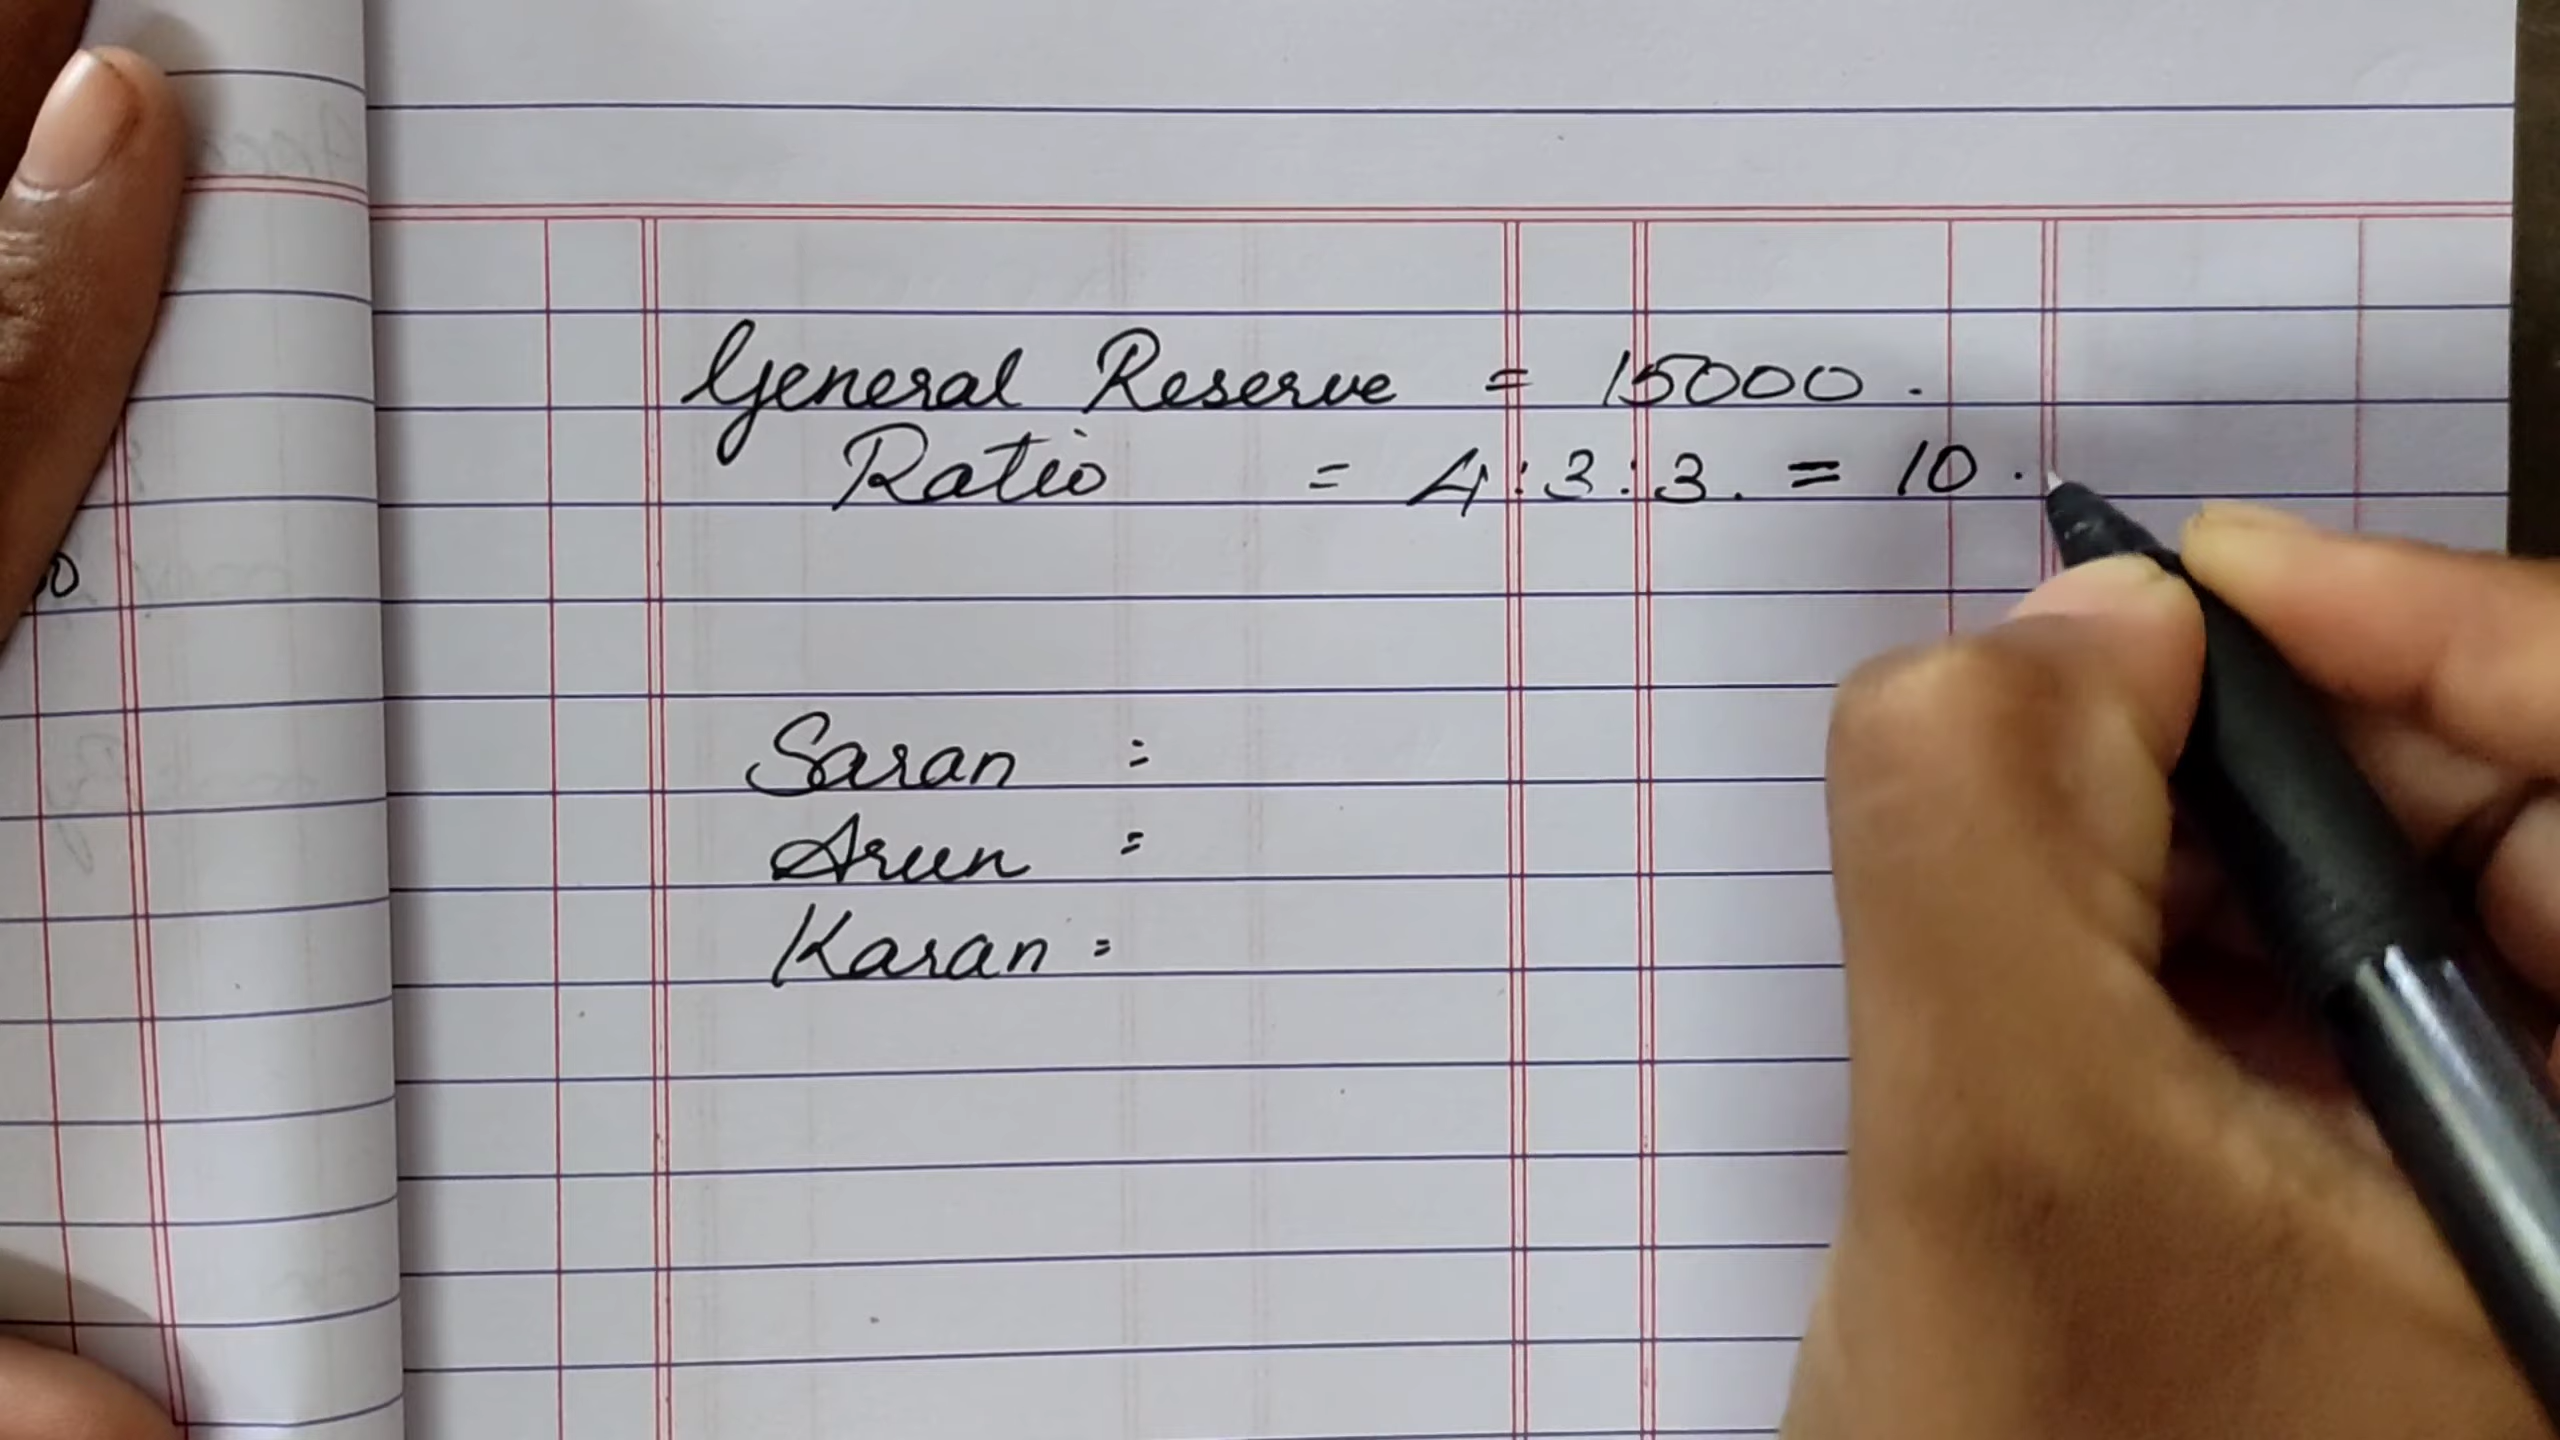 General Reserve = 15000.
Ratio = 4:3:3. = 10.
Saran =
Arun =
Karan =